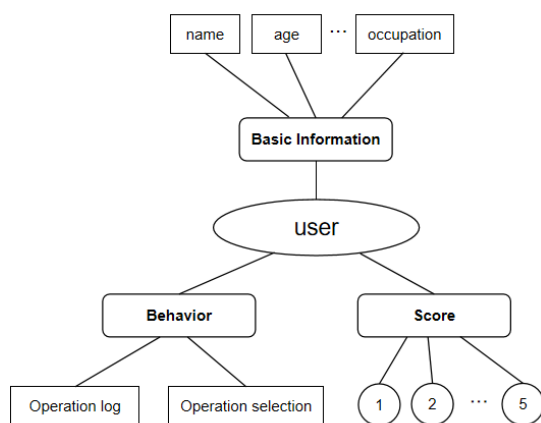 name age ... occupation
Basic Information
user
Behavior Score
Operation log Operation selection 1 2 ... 5